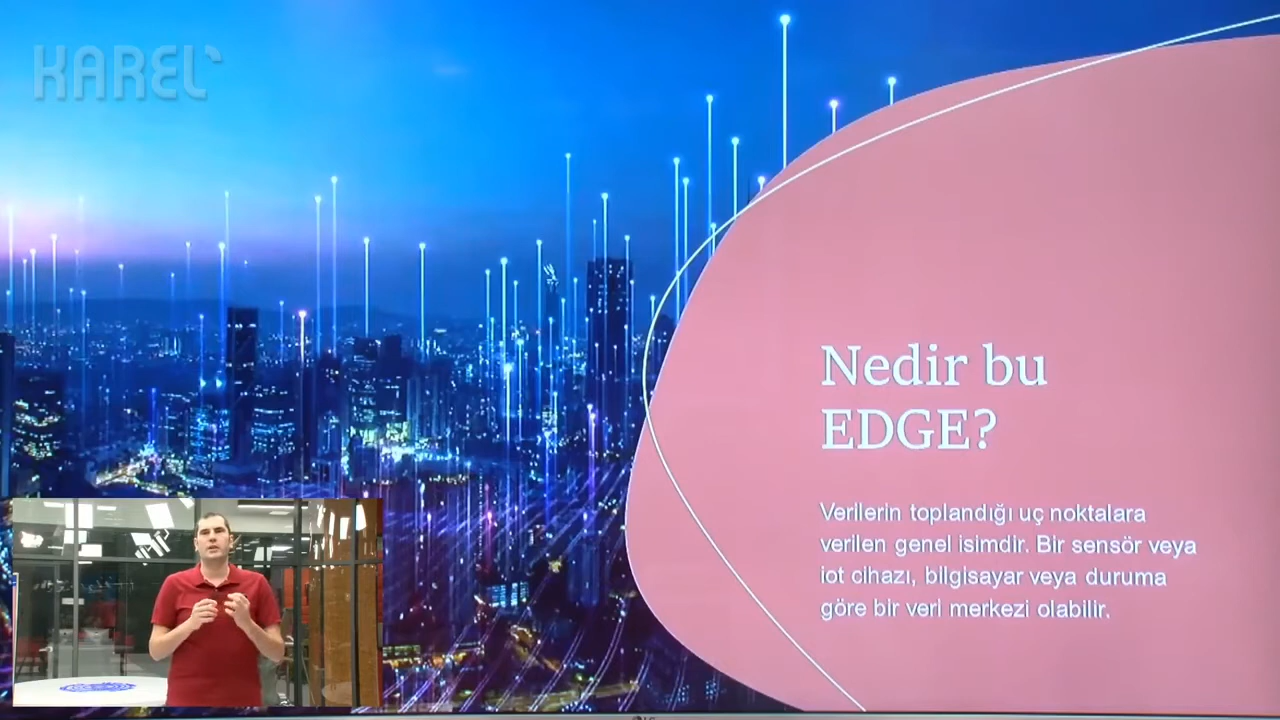 KAREL
Nedir bu
EDGE?
Verilerin toplandığı uç noktalara
verilen genel isimdir. Bir sensör veya
iot cihazı, bilgisayar veya duruma
göre bir veri merkezi olabilir.
LG